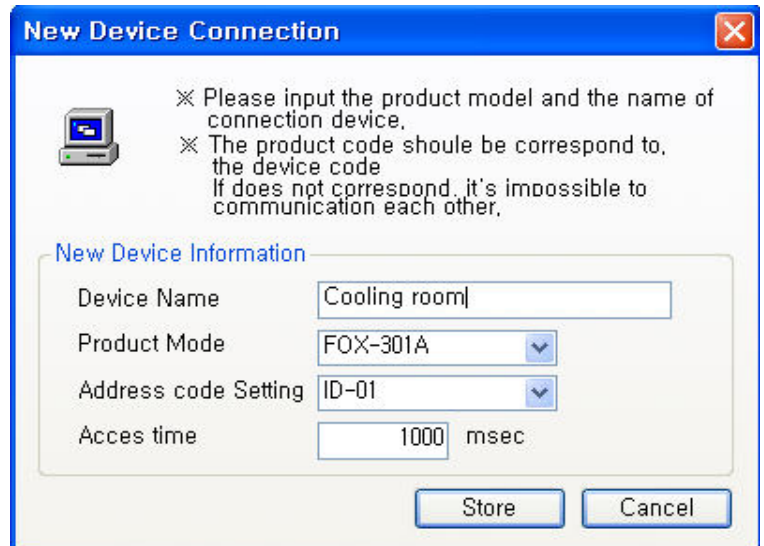 New Device Connection
※ Please input the product model and the name of
connection device,
※ The product code shoule be correspond to,
the device code
If does not correspond, it's impossible to
communication each other,
New Device Information
Device Name Cooling room
Product Mode FOX-301A
Address code Setting ID-01
Acces time 1000 msec
Store Cancel